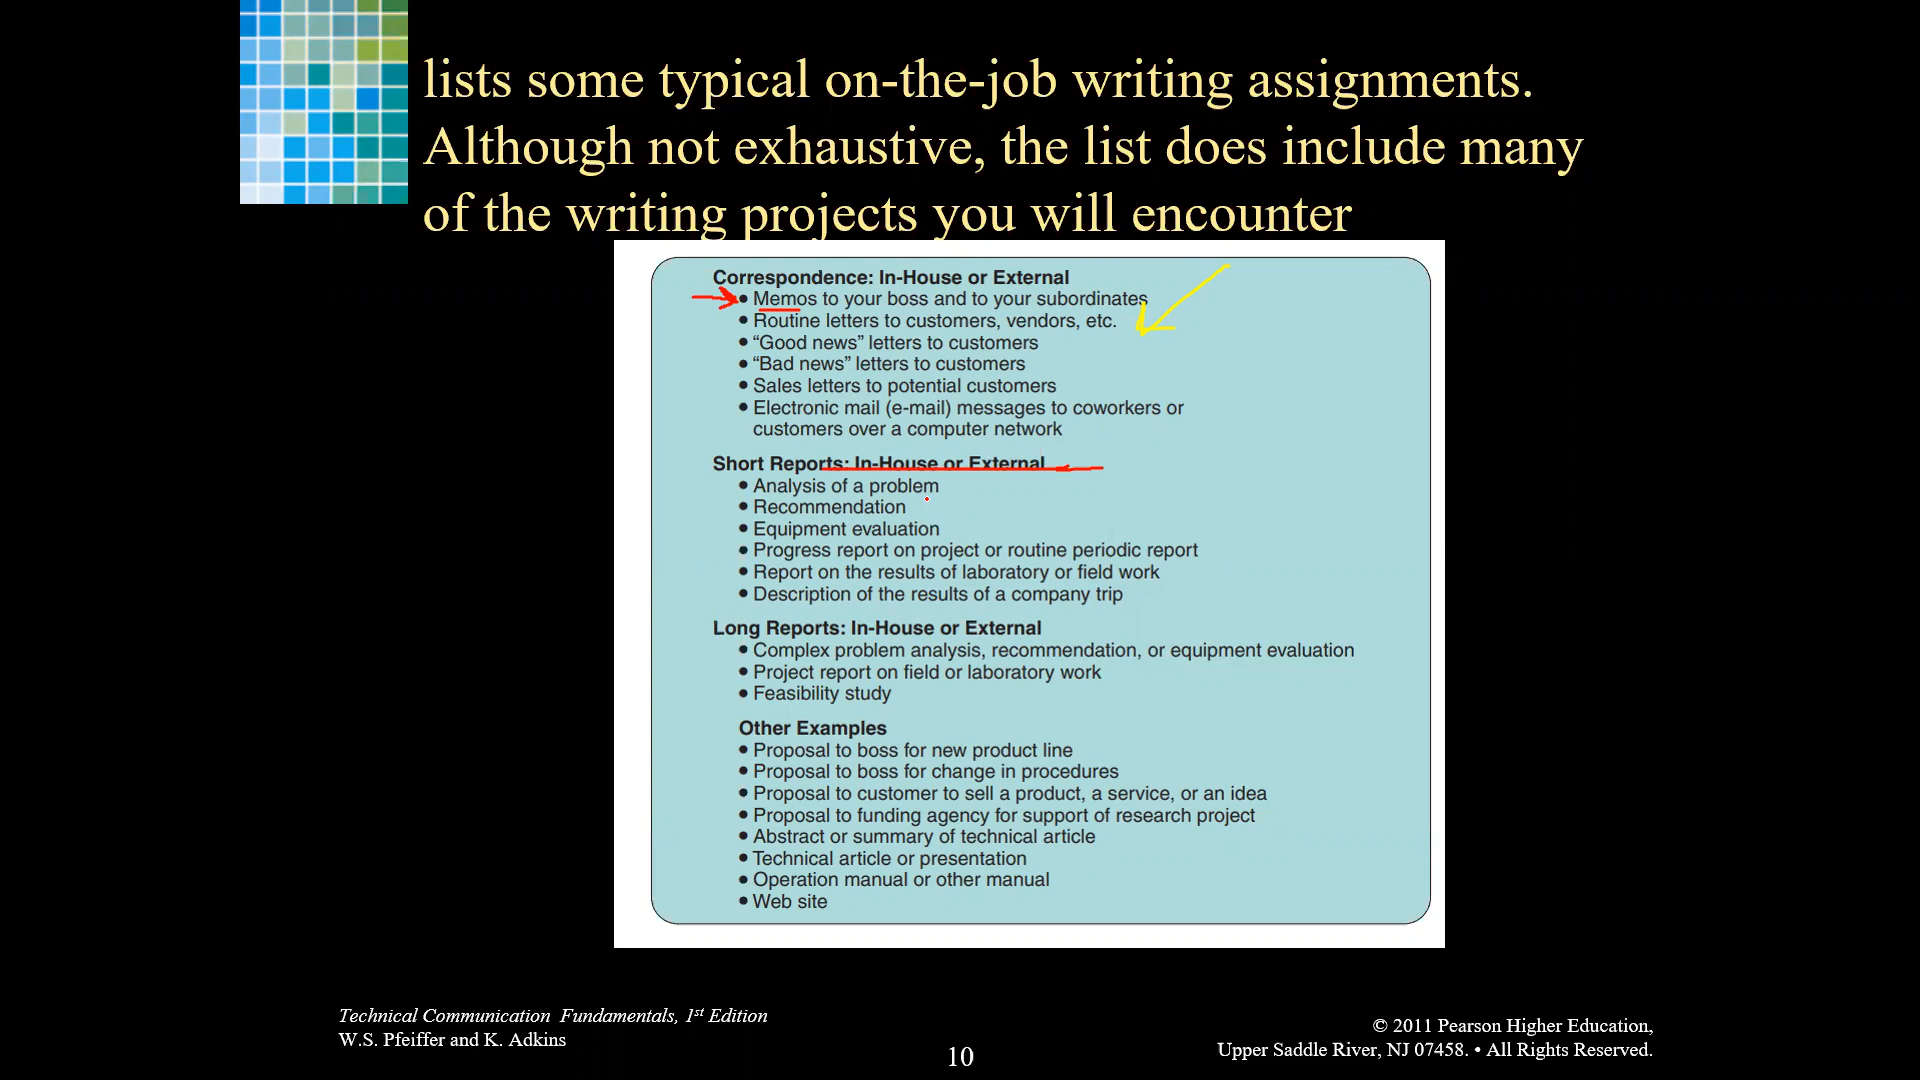 lists some typical on-the-job writing assignments.
Although not exhaustive, the list does include many
of the writing projects you will encounter
Correspondence: In-House or External
• Memos to your boss and to your subordinates
• Routine letters to customers, vendors, etc.
• “Good news” letters to customers
• “Bad news” letters to customers
• Sales letters to potential customers
• Electronic mail (e-mail) messages to coworkers or
customers over a computer network
Short Reports: In-House or External
• Analysis of a problem
• Recommendation
• Equipment evaluation
• Progress report on project or routine periodic report
• Report on the results of laboratory or field work
• Description of the results of a company trip
Long Reports: In-House or External
• Complex problem analysis, recommendation, or equipment evaluation
• Project report on field or laboratory work
• Feasibility study
Other Examples
• Proposal to boss for new product line
• Proposal to boss for change in procedures
• Proposal to customer to sell a product, a service, or an idea
• Proposal to funding agency for support of research project
• Abstract or summary of technical article
• Technical article or presentation
• Operation manual or other manual
• Web site
Technical Communication Fundamentals, 1st Edition
W.S. Pfeiffer and K. Adkins
10
© 2011 Pearson Higher Education,
Upper Saddle River, NJ 07458. • All Rights Reserved.